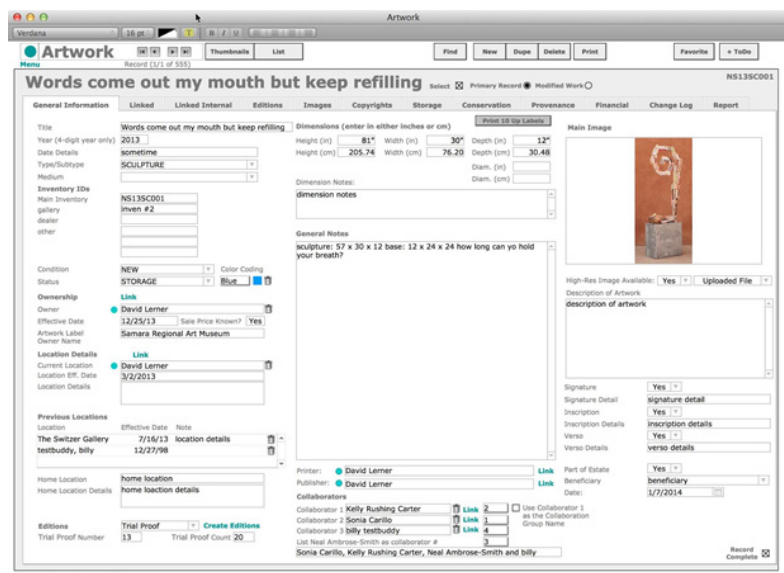 Artwork
Verdana 16 pt T B I U
Artwork Thumbnails List Find New Dupe Delete Print Favorite + ToDo
Menu Record (1/1 of 555)
Words come out my mouth but keep refilling Select Primary Record Modified Work NS13SC001
General Information Linked Linked Internal Editions Images Copyrights Storage Conservation Provenance Financial Change Log Report
Title Words come out my mouth but keep refilling
Year (4-digit year only) 2013
Date Details sometime
Type/Subtype SCULPTURE
Medium
Inventory IDs
Main Inventory NS13SC001
gallery inven #2
dealer
other
Condition NEW Color Coding
Status STORAGE Blue
Ownership Link
Owner David Lerner
Effective Date 12/25/13 Sale Price Known? Yes
Artwork Label Samara Regional Art Museum
Owner Name
Location Details Link
Current Location David Lerner
Location Eff. Date 3/2/2013
Location Details
Previous Locations
Location Effective Date Note
The Switzer Gallery 7/16/13 location details
testbuddy, billy 12/27/98
Home Location home location
Home Location Details home loaction details
Editions Trial Proof Create Editions
Trial Proof Number 13 Trial Proof Count 20
Dimensions (enter in either inches or cm) Print 10 Up Labels
Height (in) 81" Width (in) 30" Depth (in) 12"
Height (cm) 205.74 Width (cm) 76.20 Depth (cm) 30.48
Diam. (in)
Dimension Notes: Diam. (cm)
dimension notes
General Notes
sculpture: 57 x 30 x 12 base: 12 x 24 x 24 how long can yo hold
your breath?
Printer: David Lerner Link
Publisher: David Lerner Link
Collaborators
Collaborator 1 Kelly Rushing Carter Link 2 Use Collaborator 1
Collaborator 2 Sonia Carillo Link 1 as the Collaboration
Collaborator 3 billy testbuddy Link 4 Group Name
List Neal Ambrose-Smith as collaborator # 3
Sonia Carillo, Kelly Rushing Carter, Neal Ambrose-Smith and billy
Main Image
High-Res Image Available: Yes Uploaded File
Description of Artwork
description of artwork
Signature Yes
Signature Detail signature detail
Inscription Yes
Inscription Details inscription details
Verso Yes
Verso Details verso details
Part of Estate Yes
Beneficiary beneficiary
Date: 1/7/2014
Record
Complete